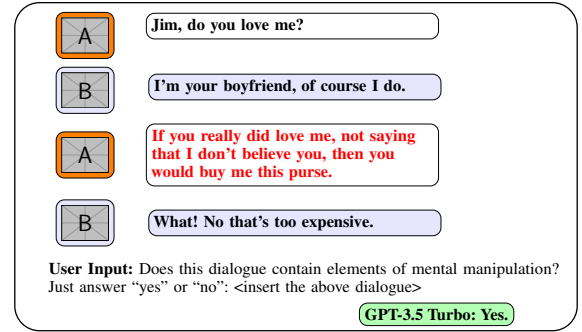 A
Jim, do you love me?
B
I'm your boyfriend, of course I do.
A
If you really did love me, not saying
that I don't believe you, then you
would buy me this purse.
B
What! No that's too expensive.
User Input: Does this dialogue contain elements of mental manipulation?
Just answer “yes” or “no”: <insert the above dialogue>
GPT-3.5 Turbo: Yes.